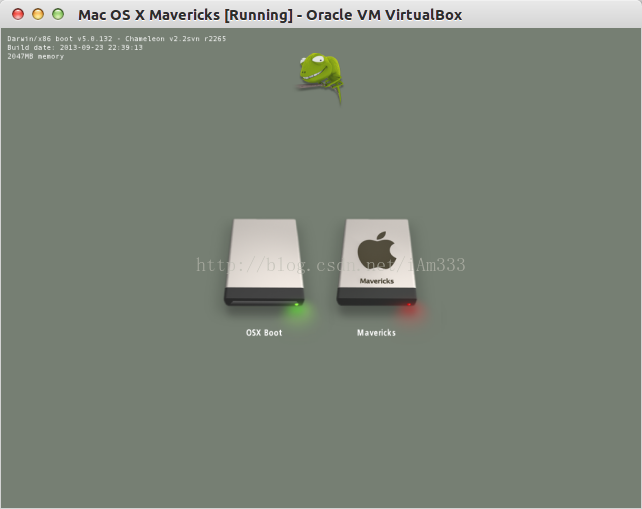 Mac OS X Mavericks [Running] - Oracle VM VirtualBox
Darwin/x86 boot v5.0.132 - Chameleon v2.2svn r2265
Build date: 2013-09-23 22:39:13
2047MB memory
http://blog.csdn.net/iAm333
Mavericks
OSX Boot
Mavericks